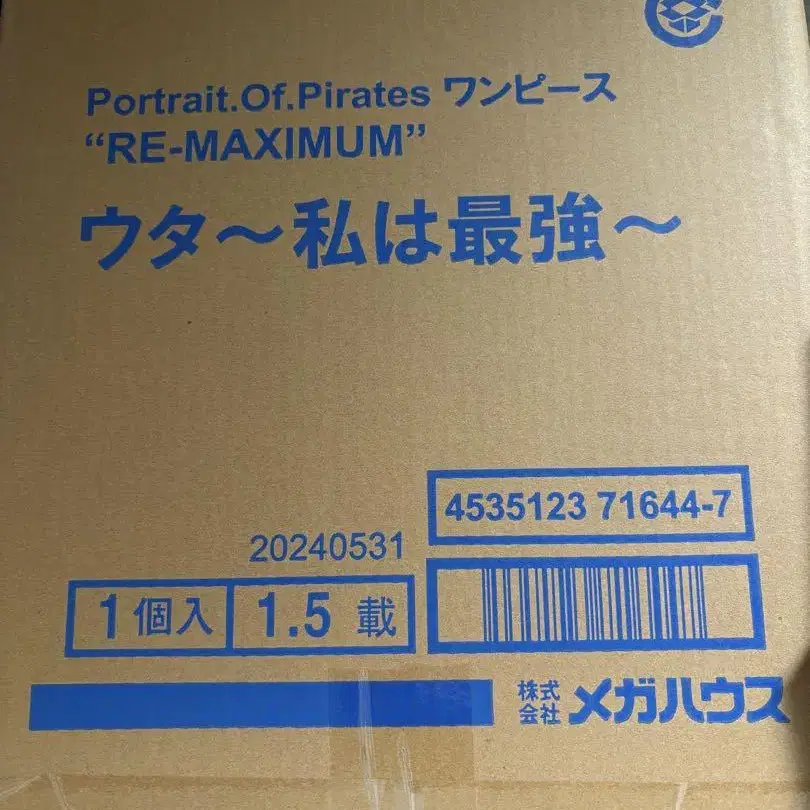 Portrait.Of.Pirates ワンピース
“RE-MAXIMUM”
ウタ～私は最強～
4535123 71644-7
20240531
1個入 1.5 載
株式会社 メガハウス